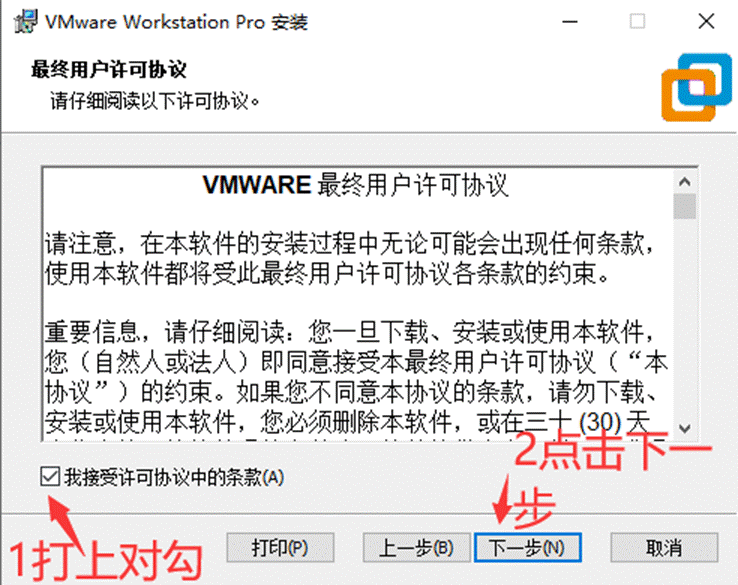 VMware Workstation Pro 安装
最终用户许可协议
请仔细阅读以下许可协议。
VMWARE 最终用户许可协议
请注意，在本软件的安装过程中无论可能会出现任何条款，
使用本软件都将受此最终用户许可协议各条款的约束。
重要信息，请仔细阅读：您一旦下载、安装或使用本软件，
您（自然人或法人）即同意接受本最终用户许可协议（“本
协议”）的约束。如果您不同意本协议的条款，请勿下载、
安装或使用本软件，您必须删除本软件，或在三十 (30) 天
我接受许可协议中的条款(A)
2点击下一
步
1打上对勾
打印(P)
上一步(B)
下一步(N)
取消